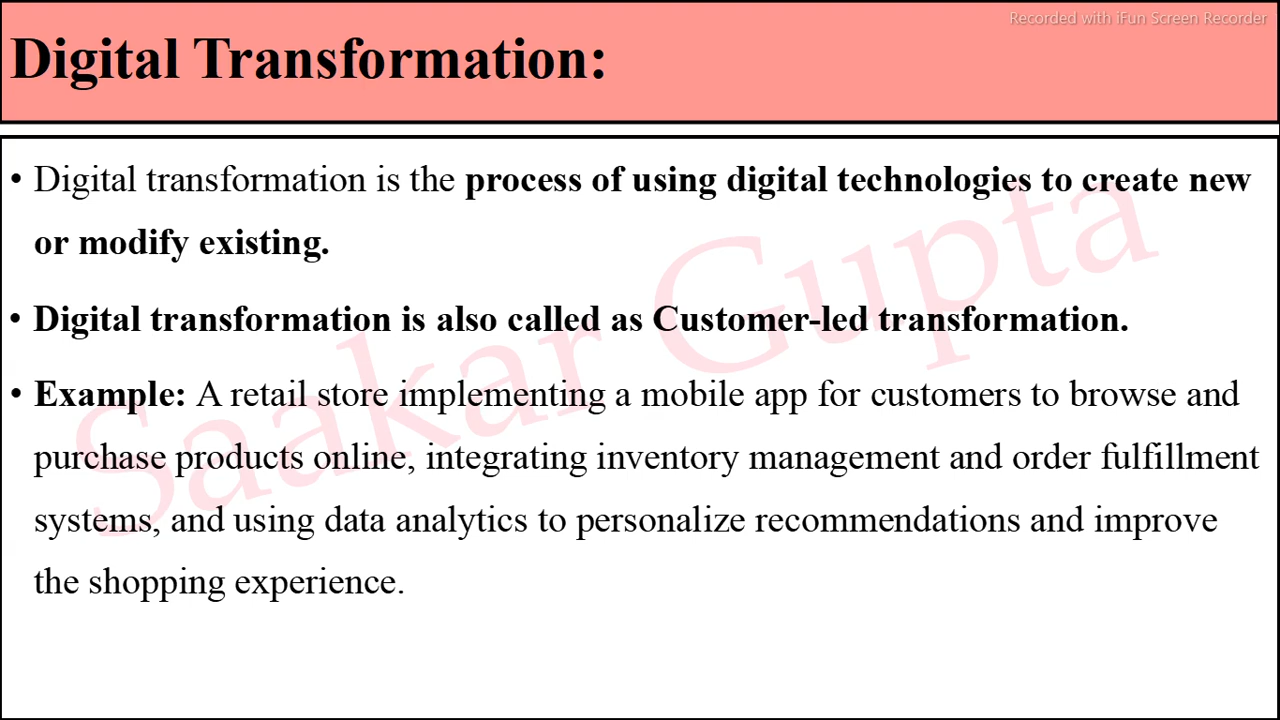 Recorded with iFun Screen Recorder
Digital Transformation:
• Digital transformation is the process of using digital technologies to create new
or modify existing.
• Digital transformation is also called as Customer-led transformation.
• Example: A retail store implementing a mobile app for customers to browse and
purchase products online, integrating inventory management and order fulfillment
systems, and using data analytics to personalize recommendations and improve
the shopping experience.
Saakar Gupta